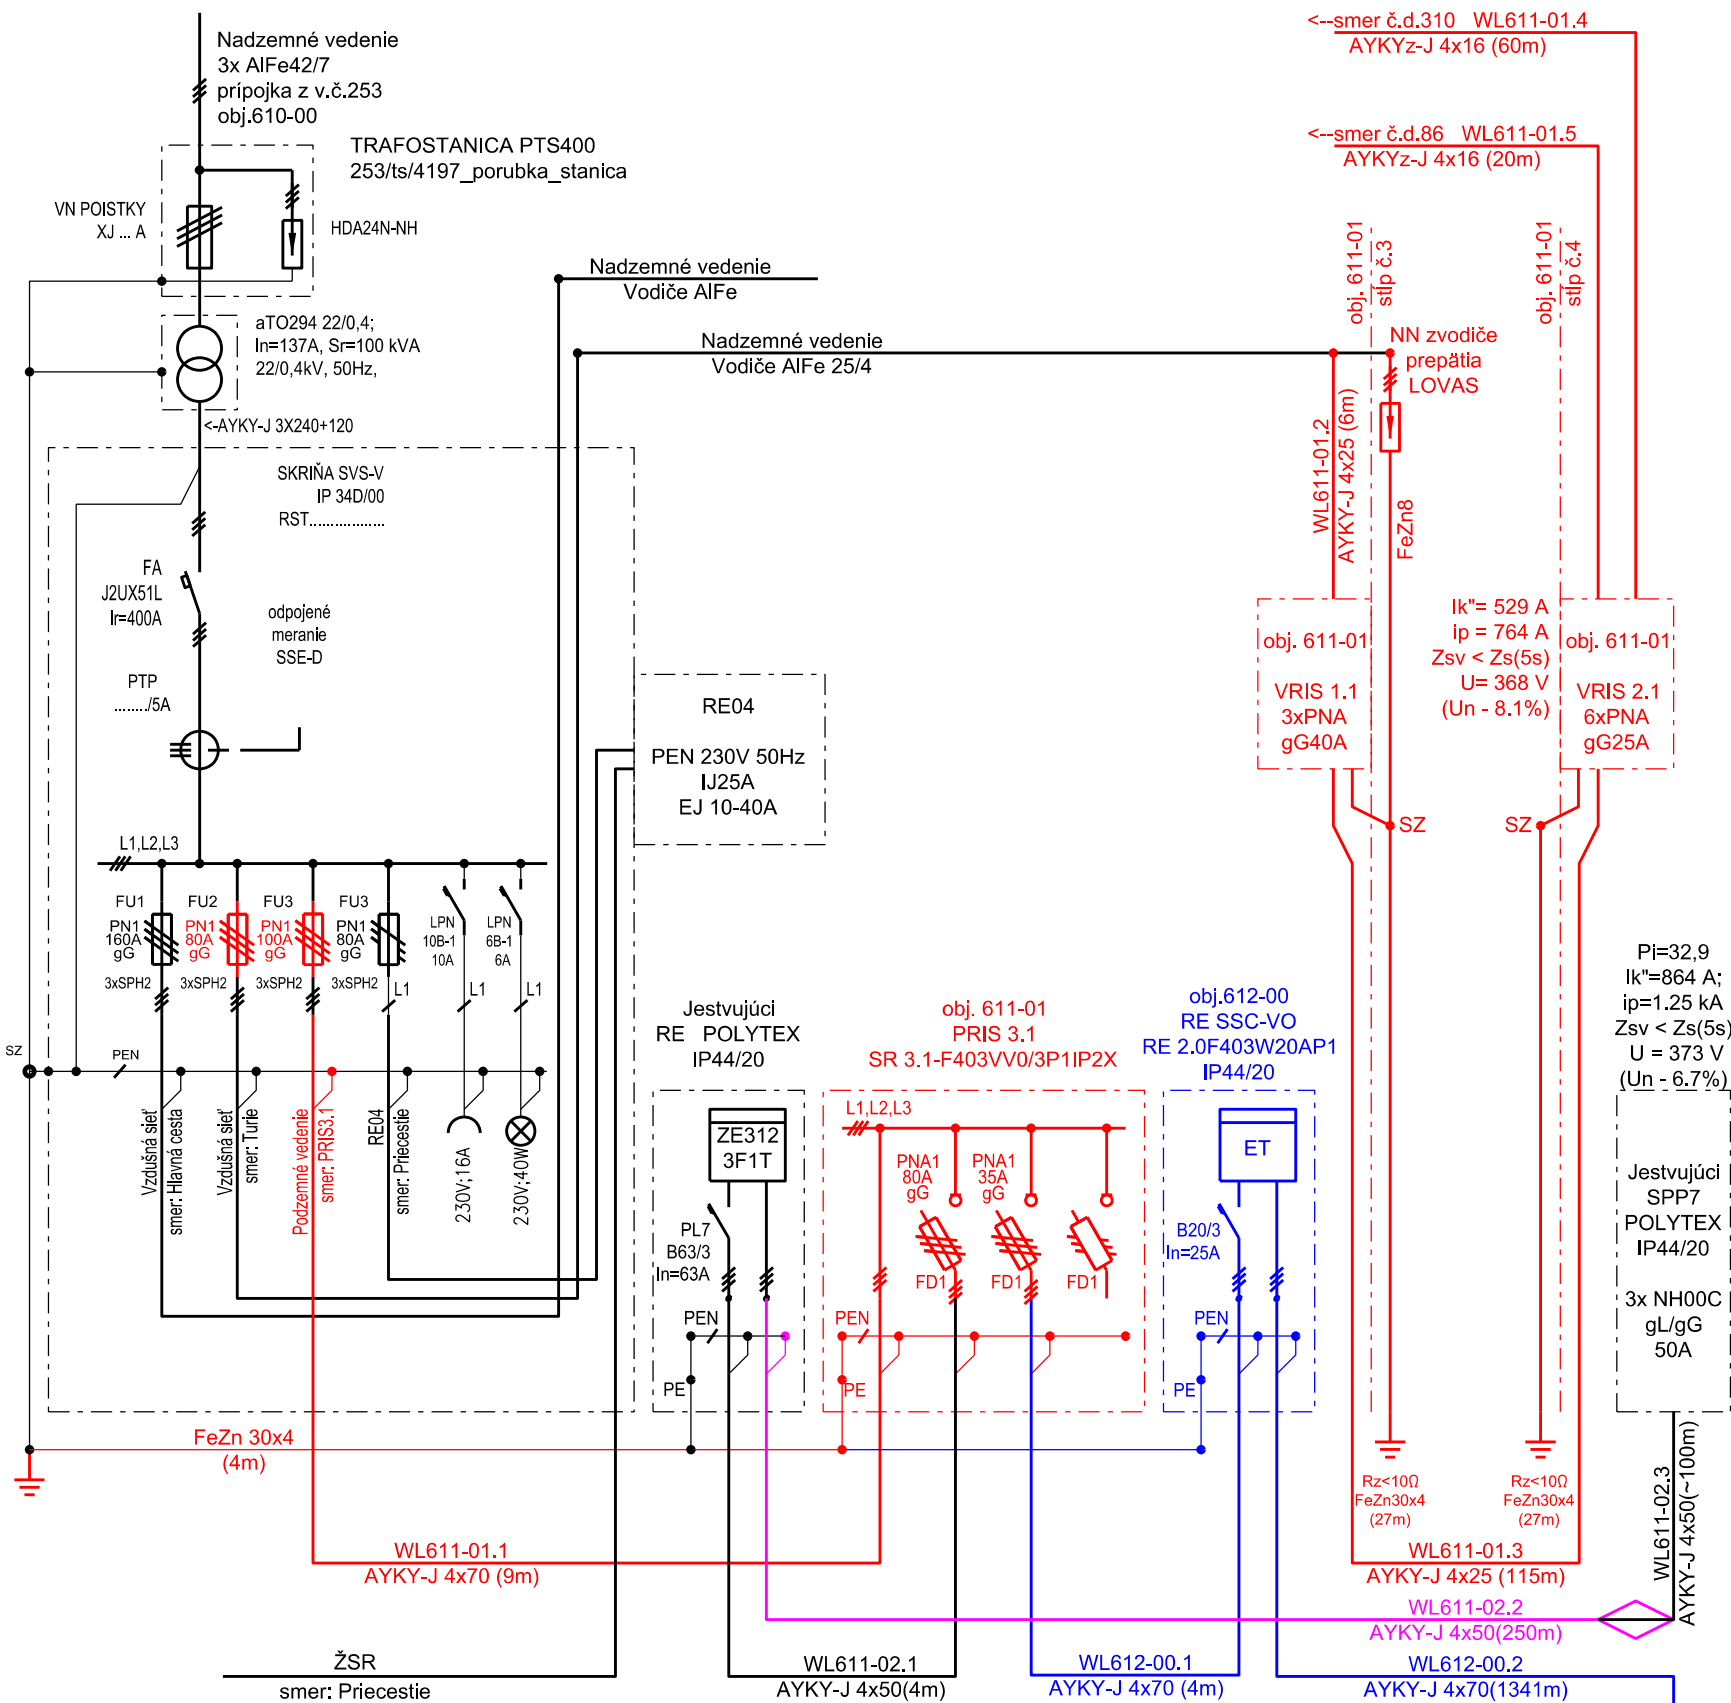 Nadzemné vedenie
3x AlFe42/7
prípojka z v.č.253
obj.610-00
TRAFOSTANICA PTS400
253/ts/4197_porubka_stanica
VN POISTKY
XJ ... A
HDA24N-NH
aTO294 22/0,4;
In=137A, Sr=100 kVA
22/0,4kV, 50Hz,
<-AYKY-J 3X240+120
Nadzemné vedenie
Vodiče AlFe
Nadzemné vedenie
Vodiče AlFe 25/4
<--smer č.d.310 WL611-01.4
AYKYz-J 4x16 (60m)
<--smer č.d.86 WL611-01.5
AYKYz-J 4x16 (20m)
obj. 611-01
stĺp č.3
obj. 611-01
stĺp č.4
NN zvodiče
prepätia
LOVAS
WL611-01.2
AYKY-J 4x25 (6m)
FeZn8
SKRIŇA SVS-V
IP 34D/00
RST.................
FA
J2UX51L
Ir=400A
odpojené
meranie
SSE-D
PTP
......../5A
RE04
PEN 230V 50Hz
IJ25A
EJ 10-40A
obj. 611-01
VRIS 1.1
3xPNA
gG40A
Ik"= 529 A
ip = 764 A
Zsv < Zs(5s)
U= 368 V
(Un - 8.1%)
obj. 611-01
VRIS 2.1
6xPNA
gG25A
SZ
SZ
L1,L2,L3
FU1
PN1
160A
gG
3xSPH2
FU2
PN1
80A
gG
3xSPH2
FU3
PN1
100A
gG
3xSPH2
FU3
PN1
80A
gG
3xSPH2
L1
LPN
10B-1
10A
L1
LPN
6B-1
6A
L1
SZ
PEN
Vzdušná sieť
smer: Hlavná cesta
Vzdušná sieť
smer: Turie
Podzemné vedenie
smer: PRIS3.1
RE04
smer: Priecestie
230V;16A
230V;40W
Jestvujúci
RE POLYTEX
IP44/20
ZE312
3F1T
PL7
B63/3
In=63A
PEN
PE
obj. 611-01
PRIS 3.1
SR 3.1-F403VV0/3P1IP2X
L1,L2,L3
PNA1
80A
gG
PNA1
35A
gG
FD1
FD1
FD1
PEN
PE
obj.612-00
RE SSC-VO
RE 2.0F403W20AP1
IP44/20
ET
B20/3
In=25A
PEN
PE
Pi=32,9
Ik"=864 A;
ip=1.25 kA
Zsv < Zs(5s)
U = 373 V
(Un - 6.7%)
Jestvujúci
SPP7
POLYTEX
IP44/20
3x NH00C
gL/gG
50A
FeZn 30x4
(4m)
Rz<10Ω
FeZn30x4
(27m)
Rz<10Ω
FeZn30x4
(27m)
WL611-02.3
AYKY-J 4x50(~100m)
WL611-01.1
AYKY-J 4x70 (9m)
WL611-01.3
AYKY-J 4x25 (115m)
WL611-02.2
AYKY-J 4x50(250m)
ŽSR
smer: Priecestie
WL611-02.1
AYKY-J 4x50(4m)
WL612-00.1
AYKY-J 4x70 (4m)
WL612-00.2
AYKY-J 4x70(1341m)